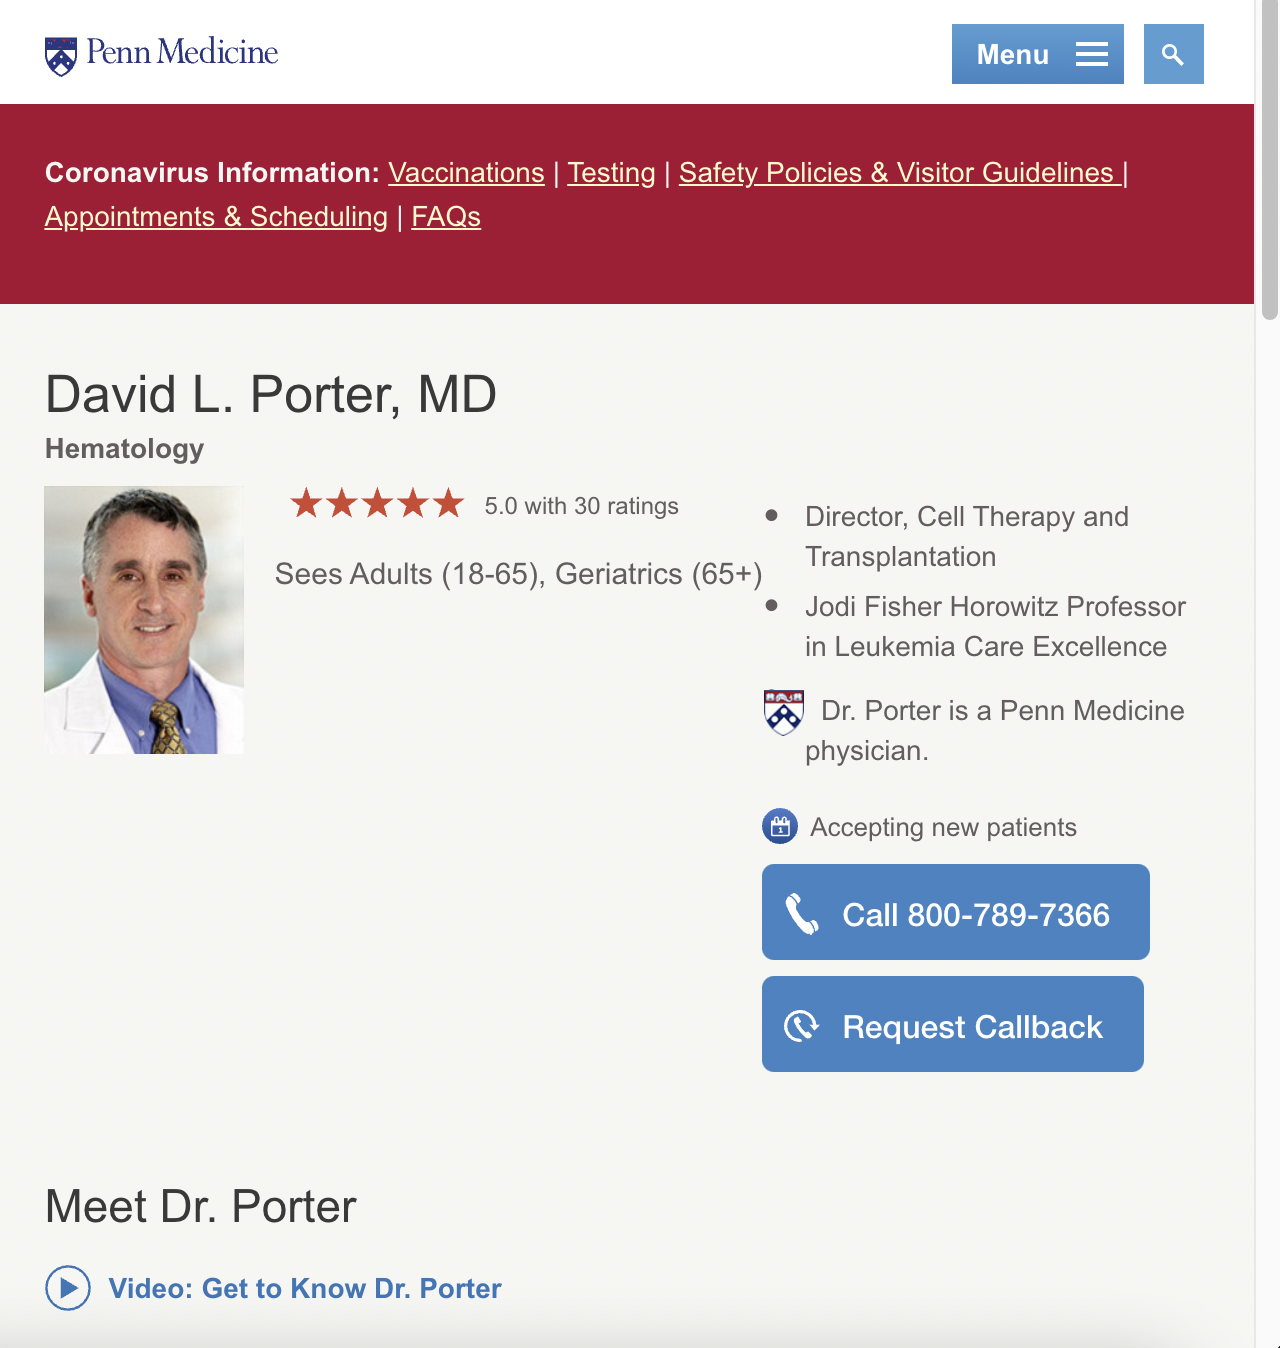 Penn Medicine
Menu
Coronavirus Information: Vaccinations | Testing | Safety Policies & Visitor Guidelines |
Appointments & Scheduling | FAQs
David L. Porter, MD
Hematology
5.0 with 30 ratings
Sees Adults (18-65), Geriatrics (65+)
Director, Cell Therapy and
Transplantation
Jodi Fisher Horowitz Professor
in Leukemia Care Excellence
Dr. Porter is a Penn Medicine
physician.
1
Accepting new patients
Call 800-789-7366
Request Callback
Meet Dr. Porter
Video: Get to Know Dr. Porter